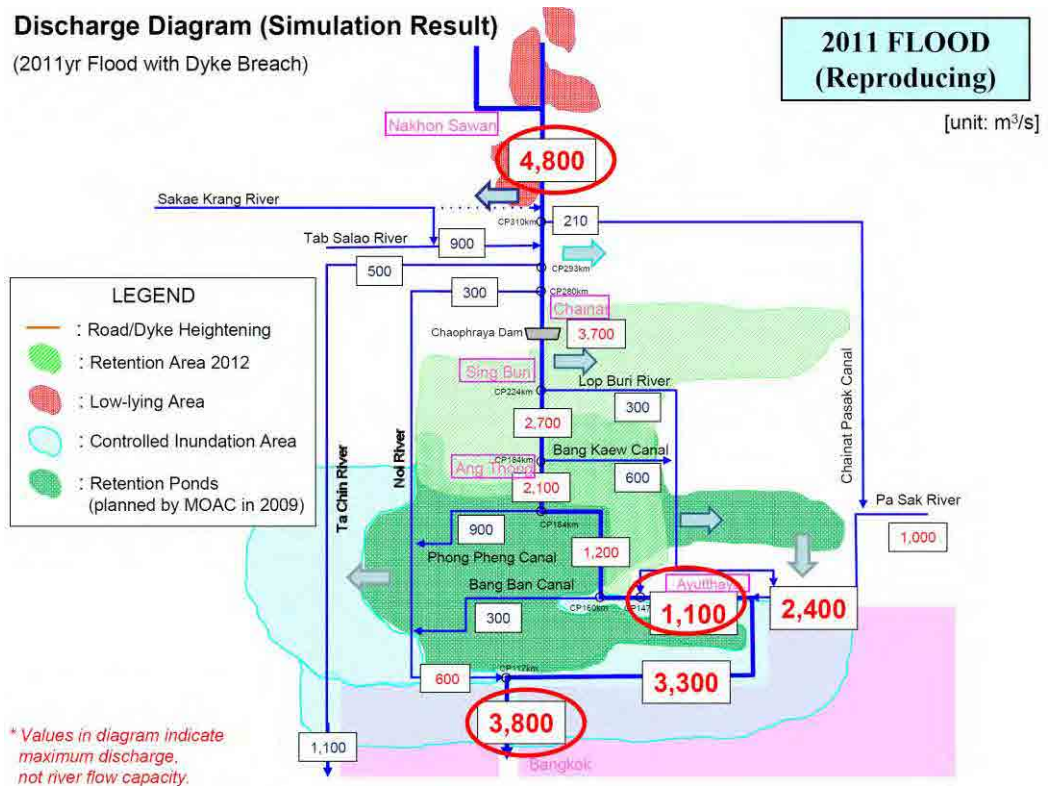 Discharge Diagram (Simulation Result)
(2011yr Flood with Dyke Breach)
2011 FLOOD
(Reproducing)
[unit: m³/s]
Nakhon Sawan
4,800
Sakae Krang River
CP310km
210
Tab Salao River
900
500
CP293km
300
CP280km
LEGEND
: Road/Dyke Heightening
: Retention Area 2012
: Low-lying Area
: Controlled Inundation Area
: Retention Ponds
(planned by MOAC in 2009)
Chainat
Chaophraya Dam
3,700
Sing Buri
CP224km
Lop Buri River
300
2,700
Ta Chin River
Noi River
Chainat Pasak Canal
CP184km
Bang Kaew Canal
Ang Thong
2,100
600
Pa Sak River
1,000
CP164km
900
Phong Pheng Canal
1,200
Bang Ban Canal
300
CP160km
CP147
Ayutthaya
1,100
2,400
CP117km
600
3,300
3,800
1,100
Bangkok
* Values in diagram indicate
maximum discharge,
not river flow capacity.